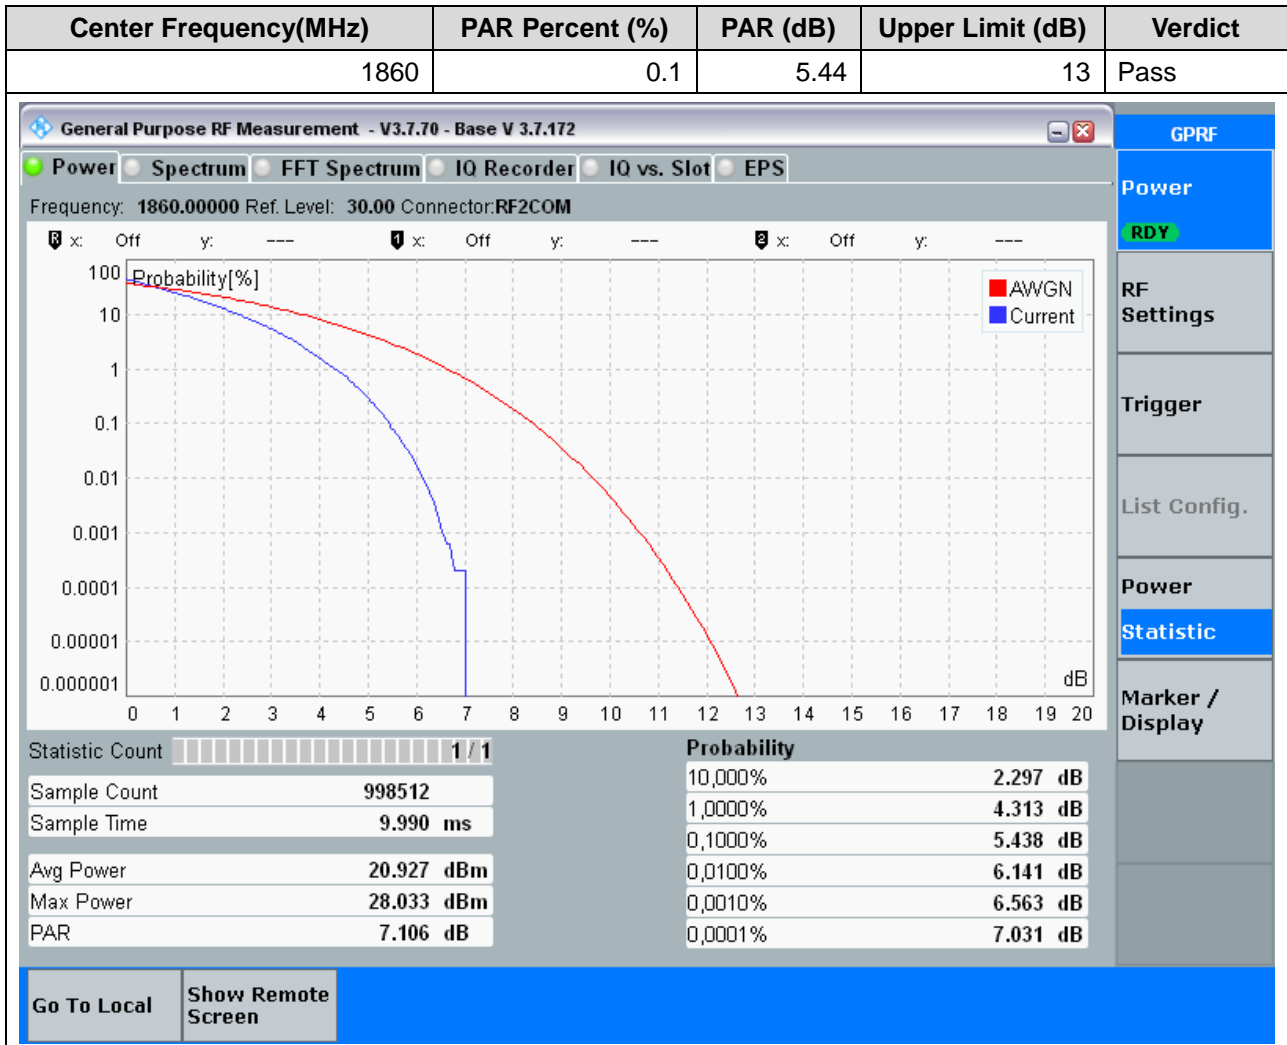 Center Frequency(MHz) PAR Percent (%) PAR (dB) Upper Limit (dB) Verdict
1860 0.1 5.44 13 Pass
General Purpose RF Measurement - V3.7.70 - Base V 3.7.172
GPRF
Power Spectrum FFT Spectrum IQ Recorder IQ vs. Slot EPS
Power
RDY
Frequency: 1860.00000 Ref. Level: 30.00 Connector:RF2COM
R x: Off y: --- 1 x: Off y: --- 2 x: Off y: ---
Probability[%]
100
10
1
0.1
0.01
0.001
0.0001
0.00001
0.000001
AWGN
Current
dB
0 1 2 3 4 5 6 7 8 9 10 11 12 13 14 15 16 17 18 19 20
RF
Settings
Trigger
List Config.
Power
Statistic
Marker /
Display
Statistic Count 1 / 1
Sample Count 998512
Sample Time 9.990 ms
Avg Power 20.927 dBm
Max Power 28.033 dBm
PAR 7.106 dB
Probability
10,000% 2.297 dB
1,0000% 4.313 dB
0,1000% 5.438 dB
0,0100% 6.141 dB
0,0010% 6.563 dB
0,0001% 7.031 dB
Go To Local
Show Remote
Screen